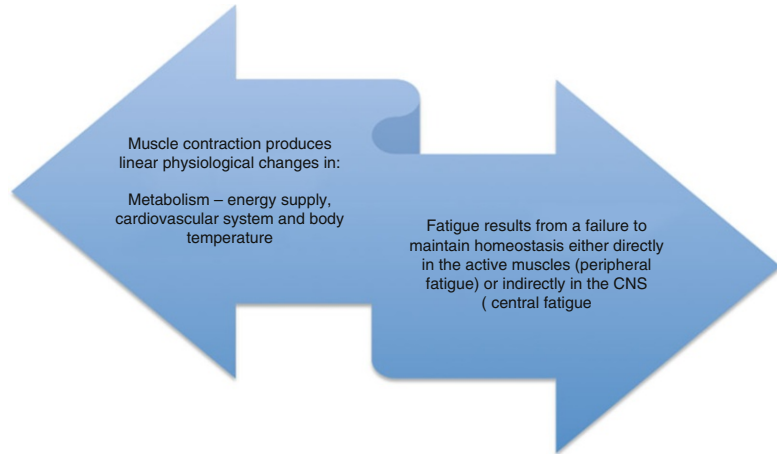 Muscle contraction produces
linear physiological changes in:
Metabolism – energy supply,
cardiovascular system and body
temperature
Fatigue results from a failure to
maintain homeostasis either directly
in the active muscles (peripheral
fatigue) or indirectly in the CNS
( central fatigue